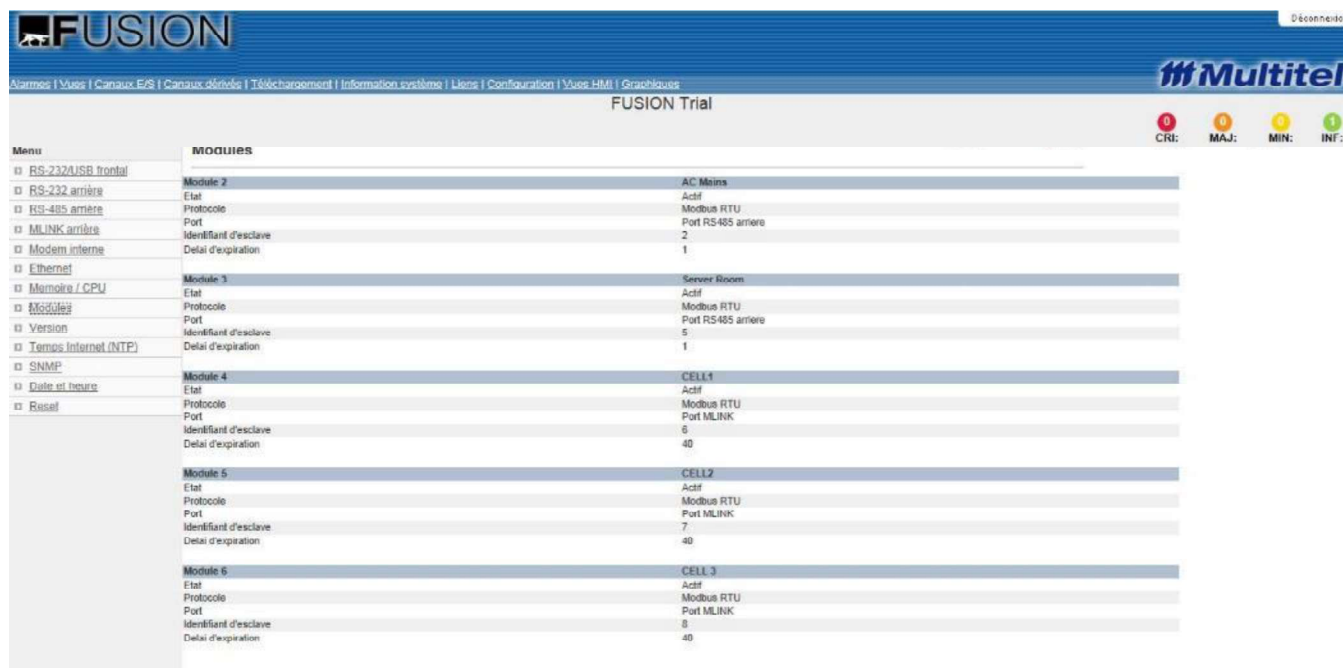 FUSION
Déconnexio
Multitel
Alarmes | Vues | Canaux E/S | Canaux dérivés | Téléchargement | Information système | Liens | Configuration | Vues HMI | Graphiques
FUSION Trial
0 0 0 1
CRI: MAJ: MIN: INF:
Menu
RS-232/USB frontal
RS-232 arrière
RS-485 arrière
MLINK arrière
Modem interne
Ethernet
Memoire / CPU
Modules
Version
Temps Internet (NTP)
SNMP
Date et heure
Reset
Modules
Module 2 AC Mains
Etat Actif
Protocole Modbus RTU
Port Port RS485 arriere
Identifiant d'esclave 2
Delai d'expiration 1
Module 3 Server Room
Etat Actif
Protocole Modbus RTU
Port Port RS485 arriere
Identifiant d'esclave 5
Delai d'expiration 1
Module 4 CELL1
Etat Actif
Protocole Modbus RTU
Port Port MLINK
Identifiant d'esclave 6
Delai d'expiration 40
Module 5 CELL2
Etat Actif
Protocole Modbus RTU
Port Port MLINK
Identifiant d'esclave 7
Delai d'expiration 40
Module 6 CELL 3
Etat Actif
Protocole Modbus RTU
Port Port MLINK
Identifiant d'esclave 8
Delai d'expiration 40